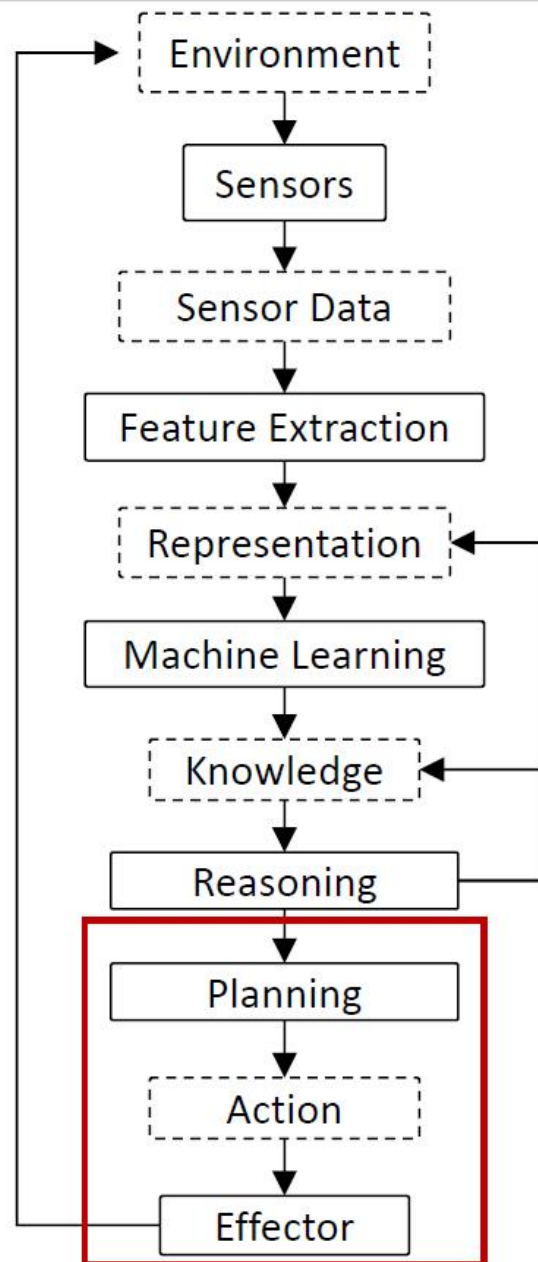 Environment
Sensors
Sensor Data
Feature Extraction
Representation
Machine Learning
Knowledge
Reasoning
Planning
Action
Effector